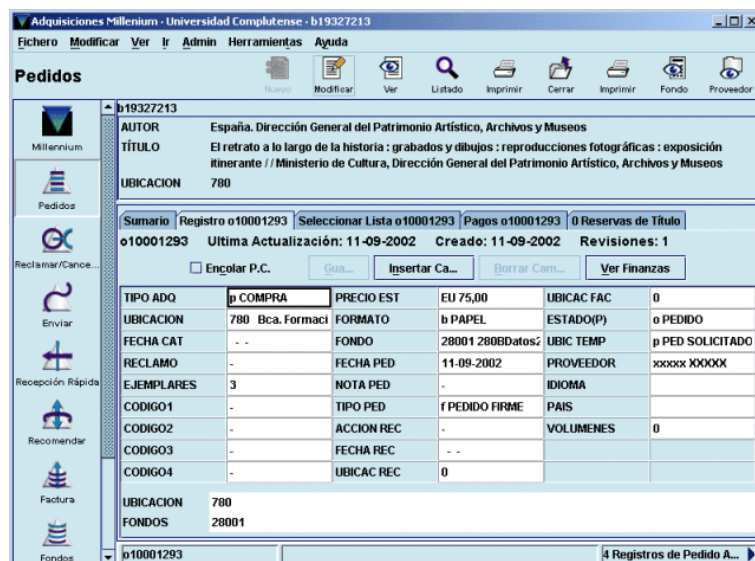 Adquisiciones Millenium · Universidad Complutense · b19327213
Fichero Modificar Ver Ir Admin Herramientas Ayuda
Pedidos
Nuevo Modificar Ver Listado Imprimir Cerrar Imprimir Fondo Proveedor
b19327213
AUTOR España. Dirección General del Patrimonio Artístico, Archivos y Museos
TÍTULO El retrato a lo largo de la historia : grabados y dibujos : reproducciones fotográficas : exposición
itinerante / / Ministerio de Cultura, Dirección General del Patrimonio Artístico, Archivos y Museos
UBICACION 780
Millennium
Pedidos
Reclamar/Cance...
Enviar
Recepción Rápida
Recomendar
Factura
Fondos
Sumario Registro o10001293 Seleccionar Lista o10001293 Pagos o10001293 0 Reservas de Título
o10001293 Ultima Actualización: 11-09-2002 Creado: 11-09-2002 Revisiones: 1
Encolar P.C. Gua... Insertar Ca... Borrar Cam... Ver Finanzas
TIPO ADQ p COMPRA PRECIO EST EU 75,00 UBICAC FAC 0
UBICACION 780 Bca. Formaci FORMATO b PAPEL ESTADO(P) o PEDIDO
FECHA CAT - - FONDO 28001 280BDatos2 UBIC TEMP p PED SOLICITADO
RECLAMO - FECHA PED 11-09-2002 PROVEEDOR xxxxx XXXXX
EJEMPLARES 3 NOTA PED - IDIOMA
CODIGO1 - TIPO PED f PEDIDO FIRME PAIS
CODIGO2 - ACCION REC - VOLUMENES 0
CODIGO3 - FECHA REC - -
CODIGO4 - UBICAC REC 0
UBICACION 780
FONDOS 28001
o10001293 4 Registros de Pedido A...